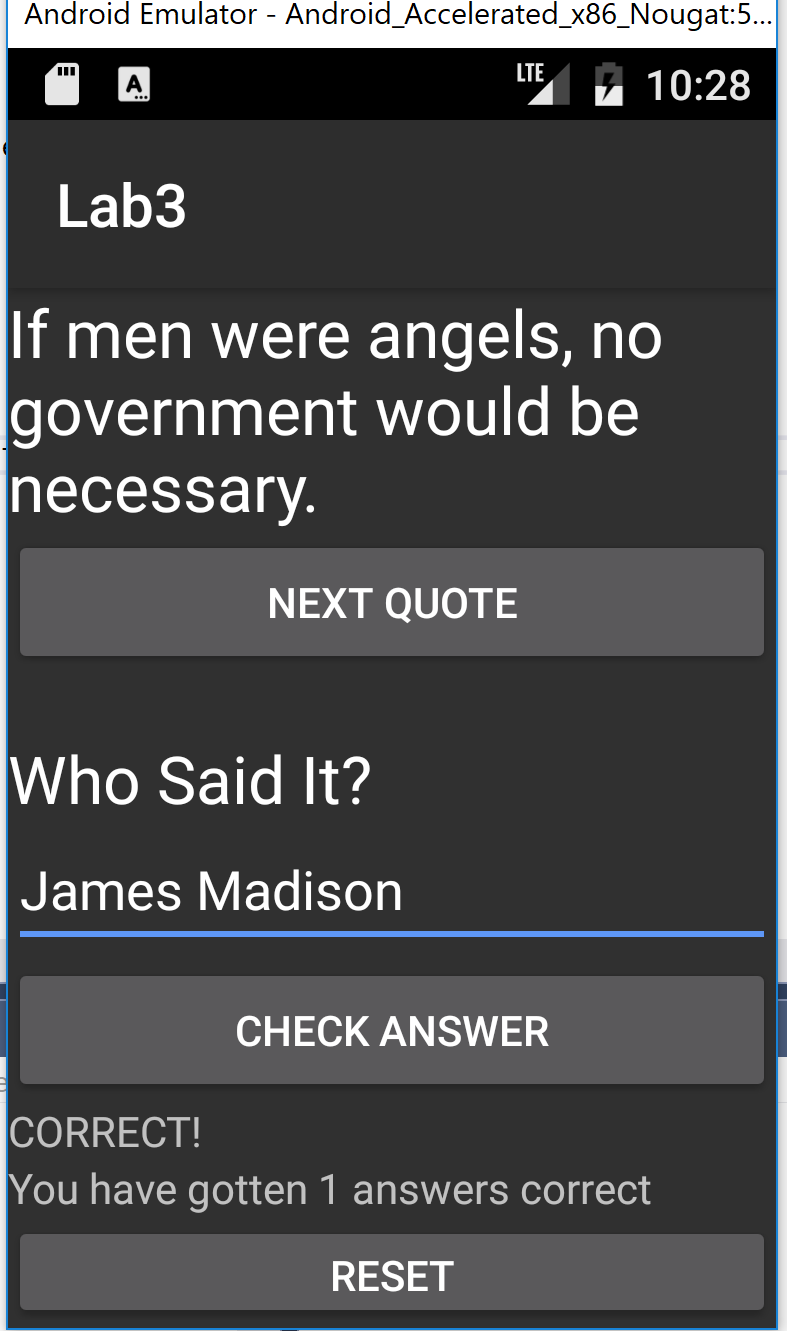 Android Emulator - Android_Accelerated_x86_Nougat:5...
LTE 10:28
Lab3
If men were angels, no
government would be
necessary.
NEXT QUOTE
Who Said It?
James Madison
CHECK ANSWER
CORRECT!
You have gotten 1 answers correct
RESET